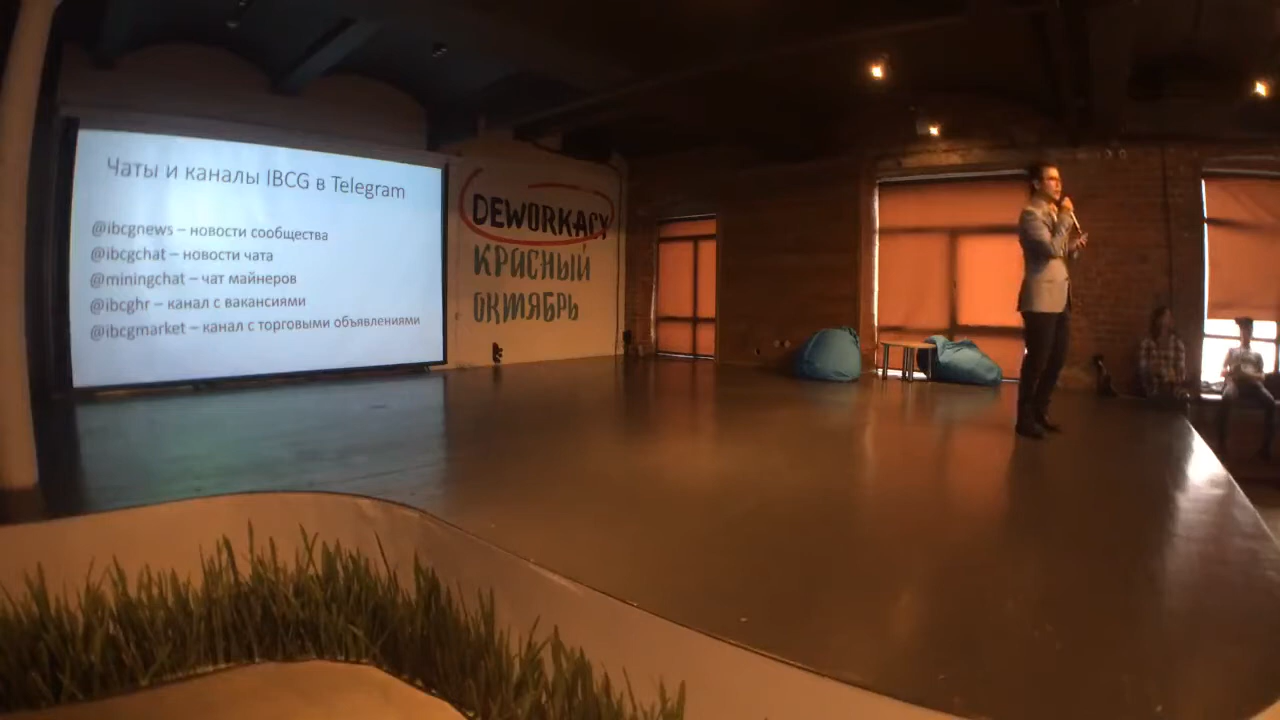 Чаты и каналы IBCG в Telegram
@ibcgnews – новости сообщества
@ibcgchat – новости чата
@miningchat – чат майнеров
@ibcghr – канал с вакансиями
@ibcgmarket – канал с торговыми объявлениями
DEWORKACY
КРАСНЫЙ
ОКТЯБРЬ